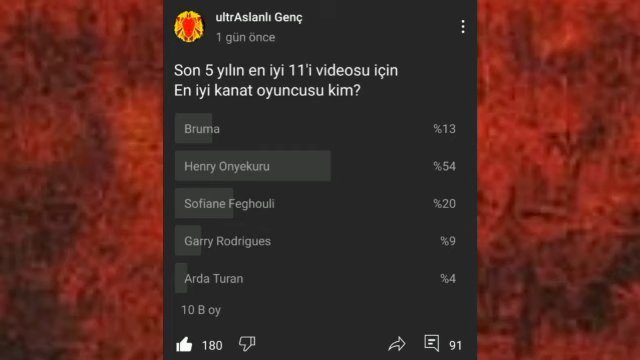 ultrAslanlı Genç
1 gün önce
Son 5 yılın en iyi 11'i videosu için
En iyi kanat oyuncusu kim?
Bruma %13
Henry Onyekuru %54
Sofiane Feghouli %20
Garry Rodrigues %9
Arda Turan %4
10 B oy
180 91